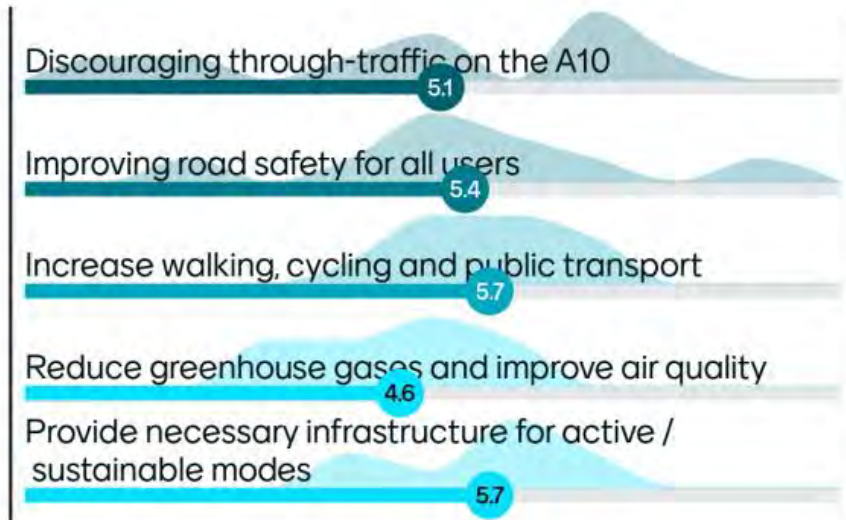 Discouraging through-traffic on the A10
5.1
Improving road safety for all users
5.4
Increase walking, cycling and public transport
5.7
Reduce greenhouse gases and improve air quality
4.6
Provide necessary infrastructure for active /
sustainable modes
5.7